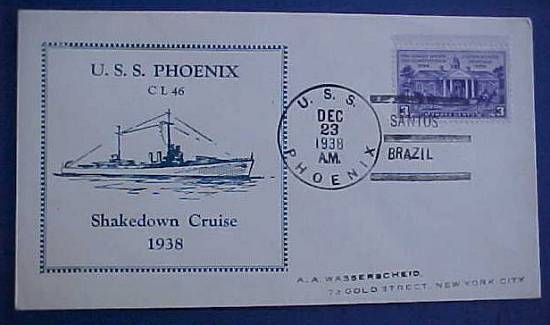 U.S.S. PHOENIX
CL 46
Shakedown Cruise
1938
U. S. S.
DEC
23
1938
A.M.
PHOENIX
SANTOS
BRAZIL
3 3
A.A. WASSERSCHEID,
GOLD STREET, NEW YORK CITY